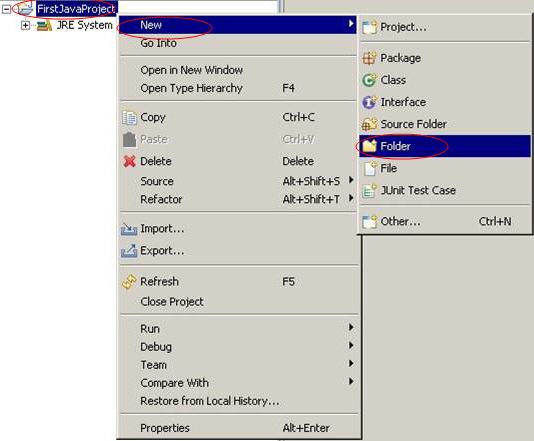 FirstJavaProject
JRE System
New
Go Into
Open in New Window
Open Type Hierarchy F4
Copy Ctrl+C
Paste Ctrl+V
Delete Delete
Source Alt+Shift+S
Refactor Alt+Shift+T
Import...
Export...
Refresh F5
Close Project
Run
Debug
Team
Compare With
Restore from Local History...
Properties Alt+Enter
Project...
Package
Class
Interface
Source Folder
Folder
File
JUnit Test Case
Other... Ctrl+N